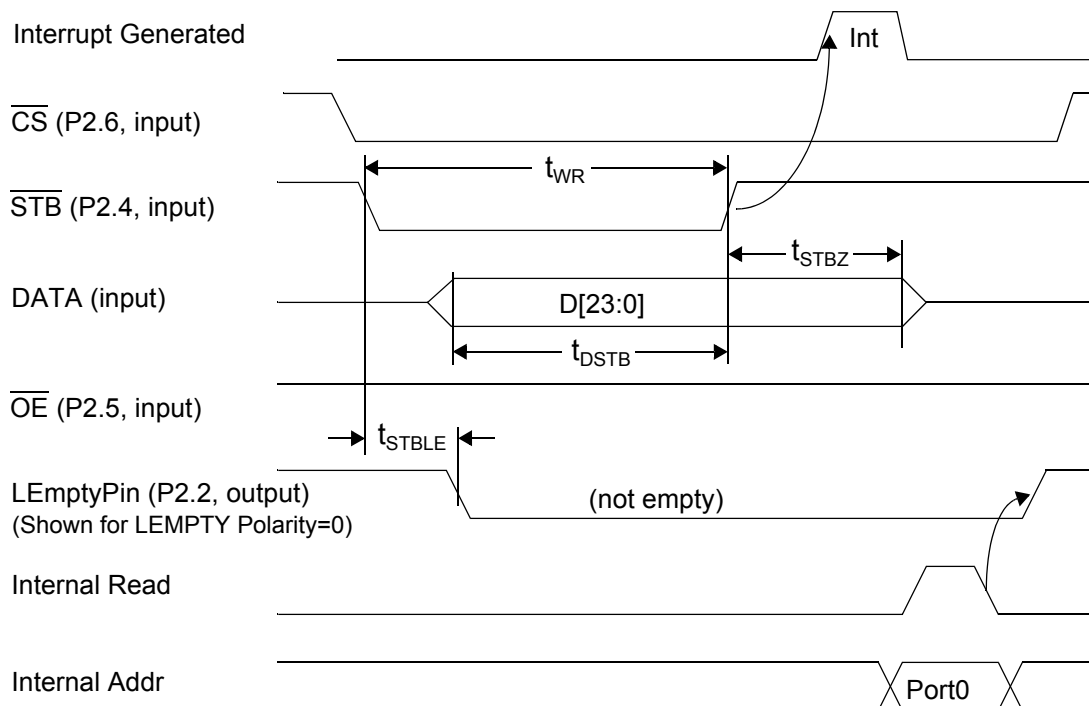 Interrupt Generated
Int
CS (P2.6, input)
tWR
STB (P2.4, input)
tSTBZ
DATA (input)
D[23:0]
tDSTB
OE (P2.5, input)
tSTBLE
LEmptyPin (P2.2, output)
(not empty)
(Shown for LEMPTY Polarity=0)
Internal Read
Internal Addr
Port0